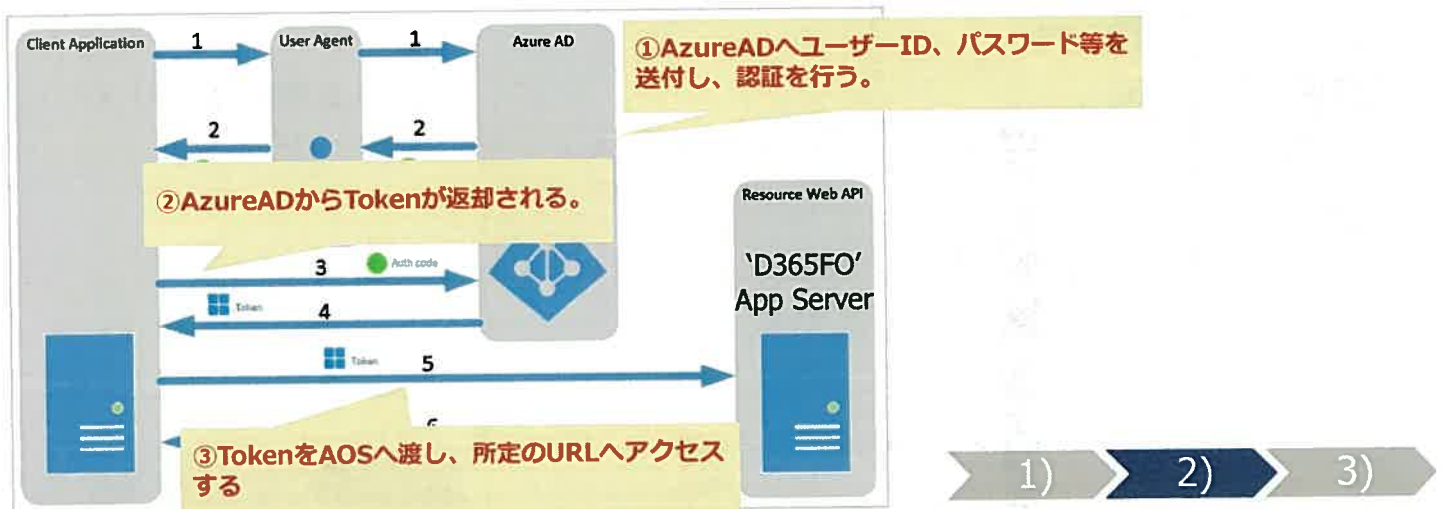 Client Application
1
User Agent
1
Azure AD
①AzureADへユーザーID、パスワード等を
送付し、認証を行う。
2
2
②AzureADからTokenが返却される。
Resource Web API
3
Auth code
'D365FO'
App Server
Token
4
Token
5
③TokenをAOSへ渡し、所定のURLへアクセス
する
1)
2)
3)